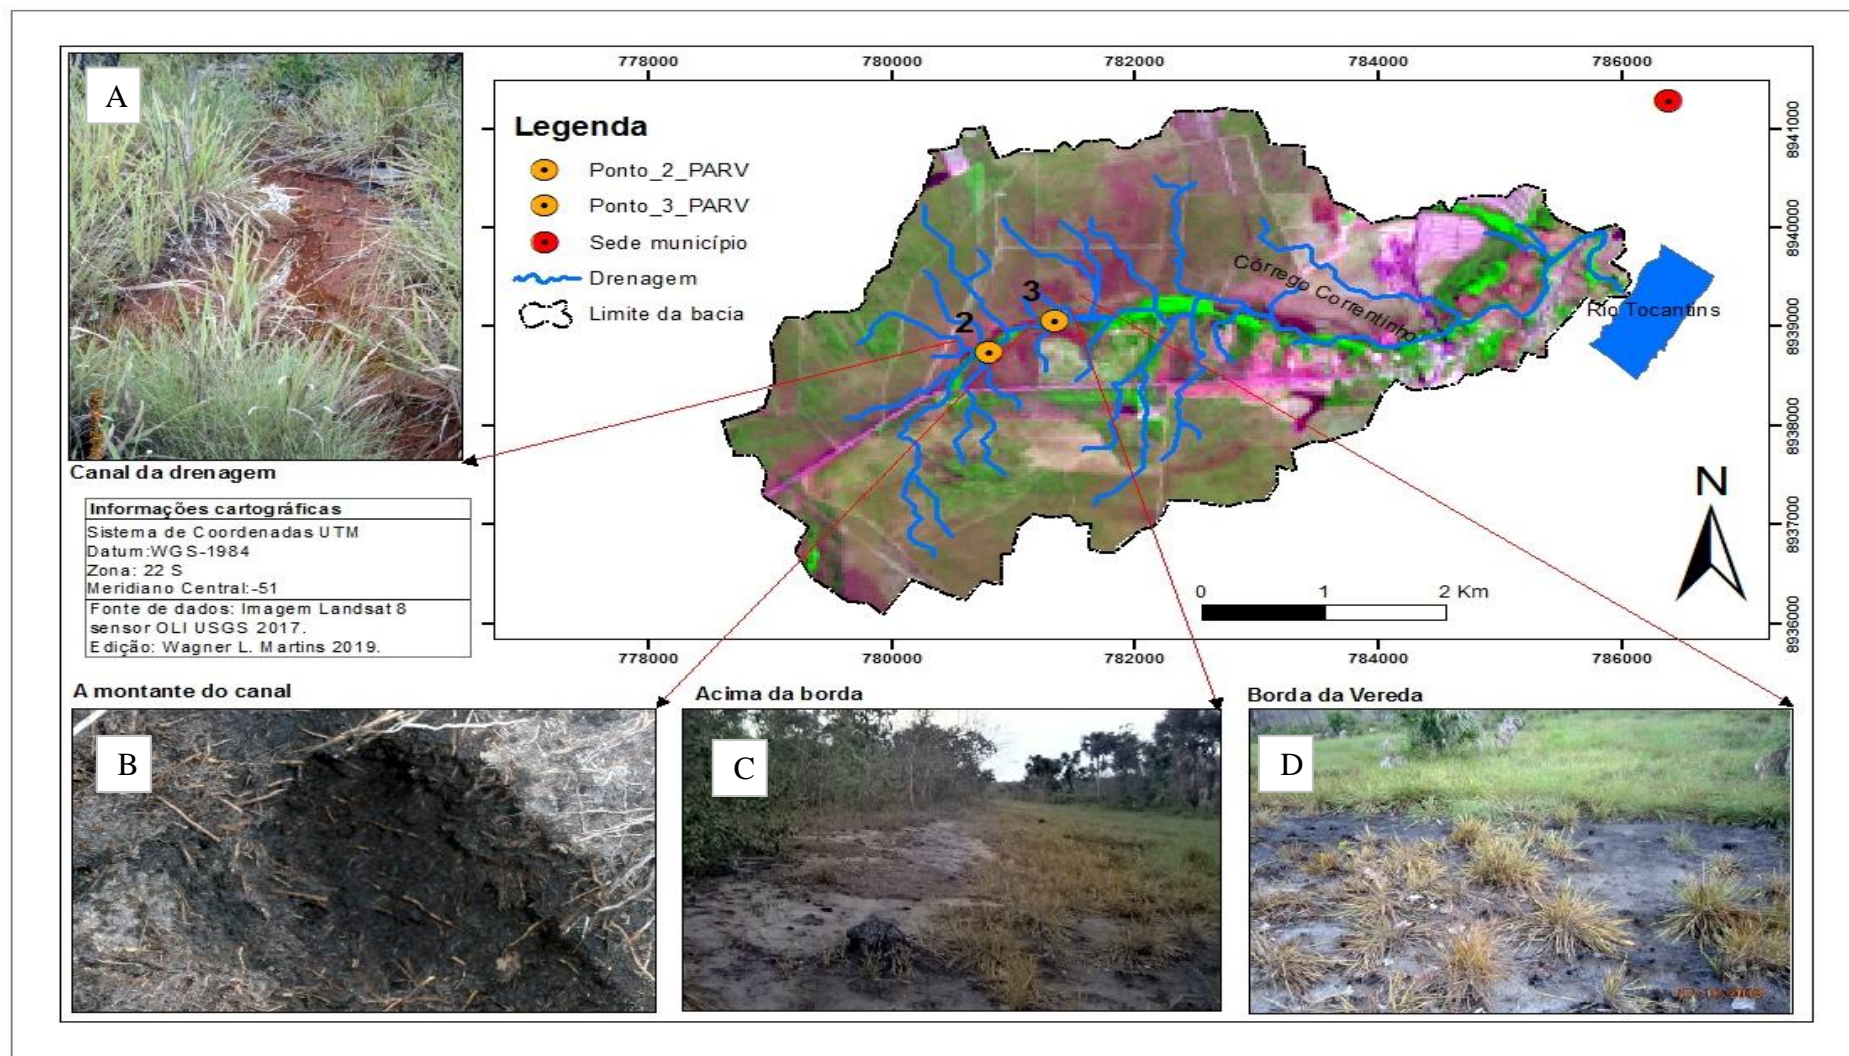 A
778000
780000
782000
784000
786000
Legenda
Ponto_2_PARV
Ponto_3_PARV
Sede município
Drenagem
Limite da bacia
8941000
8940000
8939000
8938000
8937000
8936000
3
2
Córrego Correntinho
Rio Tocantins
N
0 1 2 Km
778000
780000
782000
784000
786000
Canal da drenagem
Informações cartográficas
Sistema de Coordenadas UTM
Datum:WGS-1984
Zona: 22 S
Meridiano Central:-51
Fonte de dados: Imagem Landsat 8
sensor OLI USGS 2017.
Edição: Wagner L. Martins 2019.
A montante do canal
Acima da borda
Borda da Vereda
B
C
D